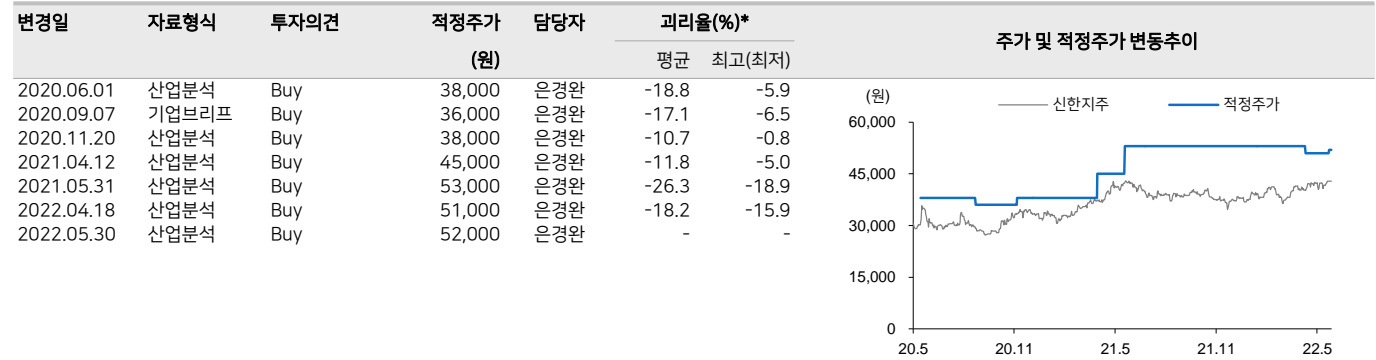 변경일 자료형식 투자의견 적정주가 담당자 괴리율(%)* 주가 및 적정주가 변동추이
(원) 평균 최고(최저)
2020.06.01 산업분석 Buy 38,000 은경완 -18.8 -5.9
2020.09.07 기업브리프 Buy 36,000 은경완 -17.1 -6.5
2020.11.20 산업분석 Buy 38,000 은경완 -10.7 -0.8
2021.04.12 산업분석 Buy 45,000 은경완 -11.8 -5.0
2021.05.31 산업분석 Buy 53,000 은경완 -26.3 -18.9
2022.04.18 산업분석 Buy 51,000 은경완 -18.2 -15.9
2022.05.30 산업분석 Buy 52,000 은경완 - -
(원) 신한지주 적정주가
60,000
45,000
30,000
15,000
0
20.5 20.11 21.5 21.11 22.5